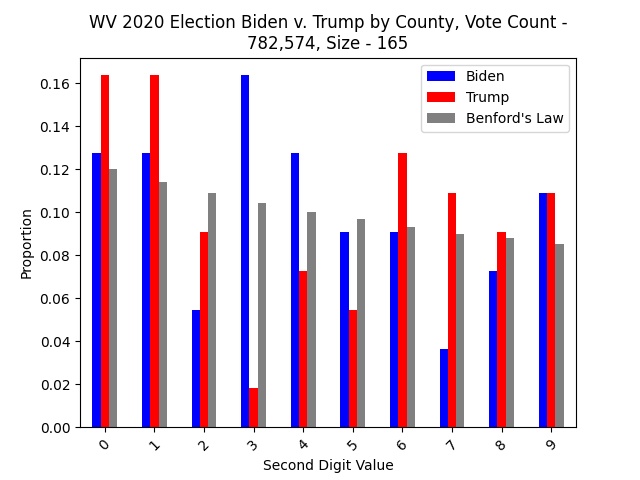 WV 2020 Election Biden v. Trump by County, Vote Count -
782,574, Size - 165
Biden
Trump
Benford's Law
Proportion
0.16
0.14
0.12
0.10
0.08
0.06
0.04
0.02
0.00
0 1 2 3 4 5 6 7 8 9
Second Digit Value